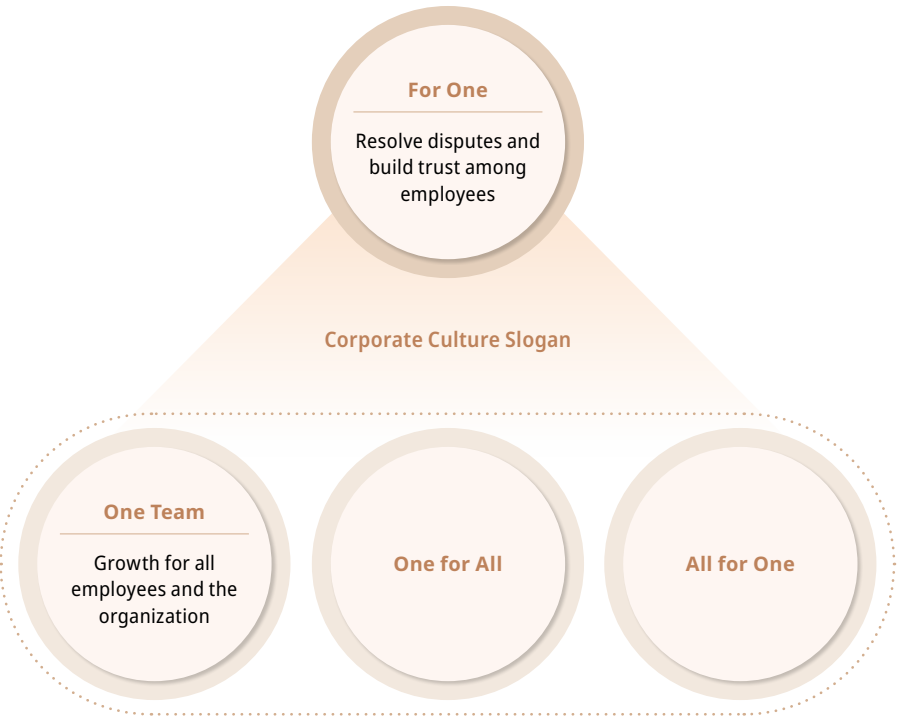 For One
Resolve disputes and
build trust among
employees
Corporate Culture Slogan
One Team
Growth for all
employees and the
organization
One for All
All for One